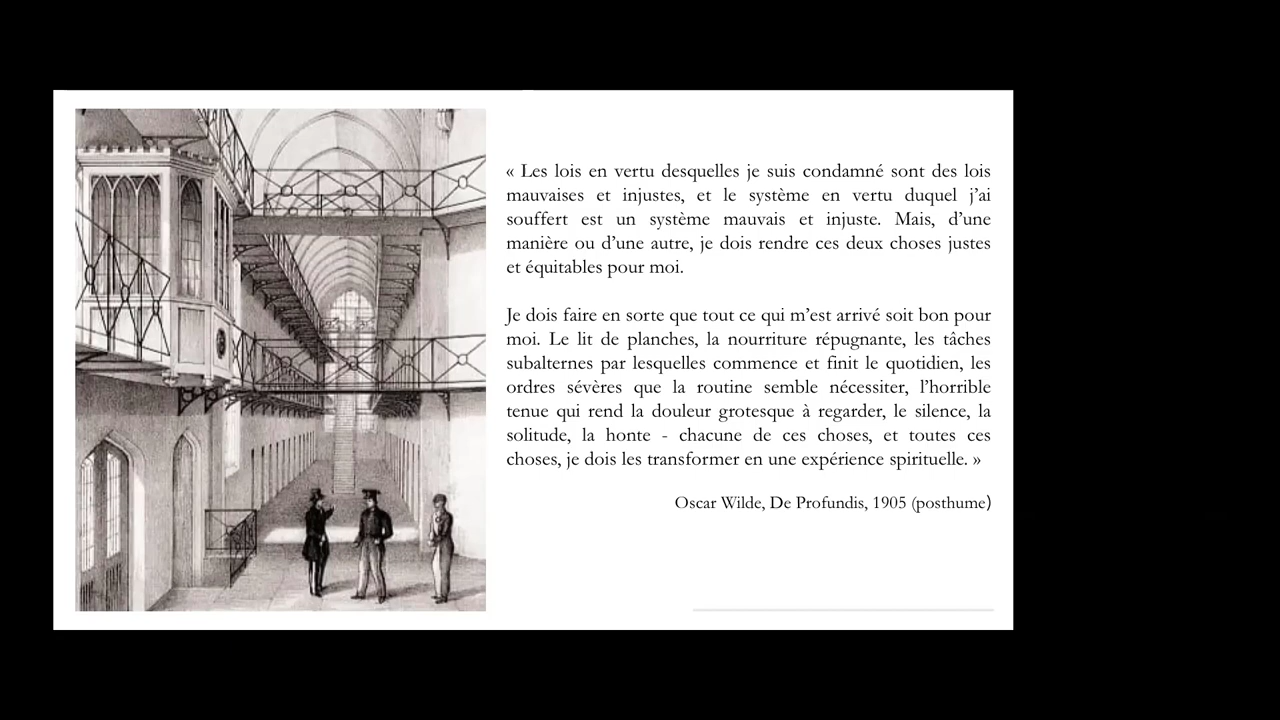 « Les lois en vertu desquelles je suis condamné sont des lois
mauvaises et injustes, et le système en vertu duquel j’ai
souffert est un système mauvais et injuste. Mais, d’une
manière ou d’une autre, je dois rendre ces deux choses justes
et équitables pour moi.
Je dois faire en sorte que tout ce qui m’est arrivé soit bon pour
moi. Le lit de planches, la nourriture répugnante, les tâches
subalternes par lesquelles commence et finit le quotidien, les
ordres sévères que la routine semble nécessiter, l’horrible
tenue qui rend la douleur grotesque à regarder, le silence, la
solitude, la honte - chacune de ces choses, et toutes ces
choses, je dois les transformer en une expérience spirituelle. »
Oscar Wilde, De Profundis, 1905 (posthume)